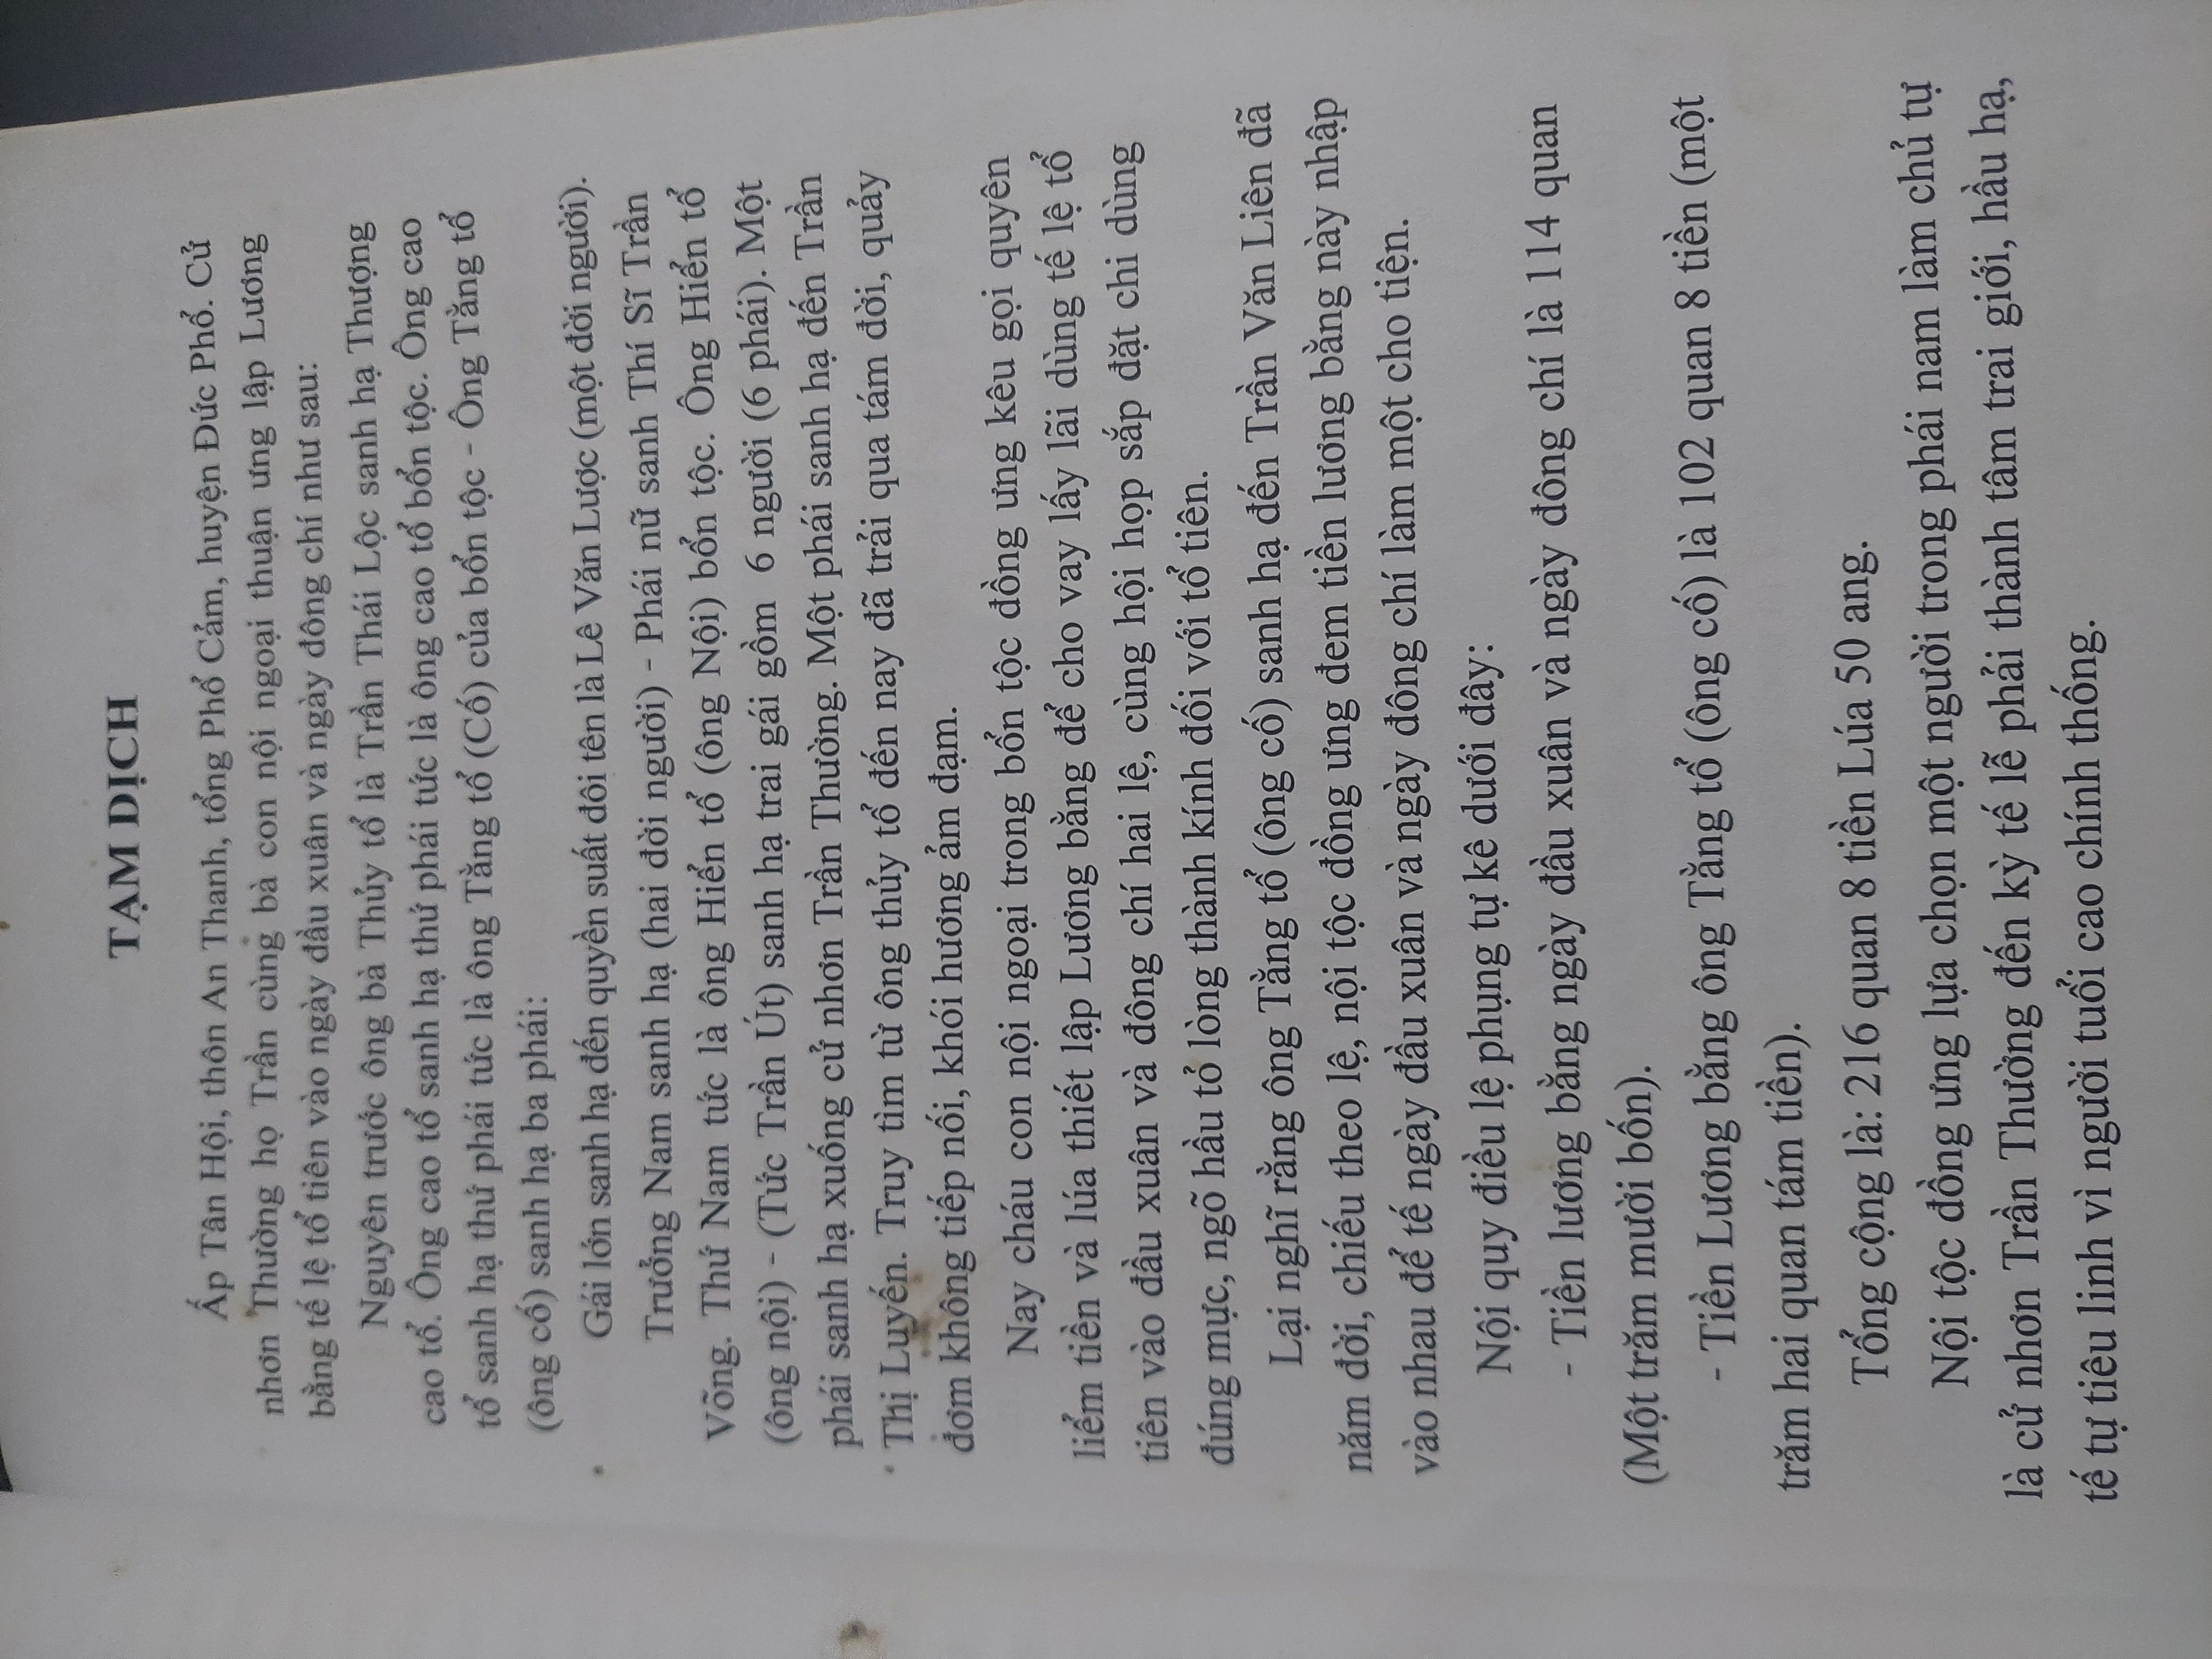 TẠM DỊCH
Ấp Tân Hội, thôn An Thanh, tổng Phổ Cảm, huyện Đức Phổ. Cử
nhơn Thường họ Trần cùng bà con nội ngoại thuận ưng lập Lương
bằng tế lệ tổ tiên vào ngày đầu xuân và ngày đông chí như sau:
Nguyên trước ông bà Thủy tổ là Trần Thái Lộc sanh hạ Thượng
cao tổ. Ông cao tổ sanh hạ thứ phái tức là ông cao tổ bổn tộc. Ông cao
tổ sanh hạ thứ phái tức là ông Tằng tổ (Cố) của bổn tộc - Ông Tằng tổ
(ông cố) sanh hạ ba phái:
Gái lớn sanh hạ đến quyền suất đôi tên là Lê Văn Lược (một đời người).
Trưởng Nam sanh hạ (hai đời người) - Phái nữ sanh Thí Sĩ Trần
Võng. Thứ Nam tức là ông Hiển tổ (ông Nội) bổn tộc. Ông Hiển tổ
(ông nội) - (Tức Trần Út) sanh hạ trai gái gồm 6 người (6 phái). Một
phái sanh hạ xuống cử nhơn Trần Thường. Một phái sanh hạ đến Trần
Thị Luyến. Truy tìm từ ông thủy tổ đến nay đã trải qua tám đời, quảy
đơm không tiếp nối, khói hương ảm đạm.
Nay cháu con nội ngoại trong bổn tộc đồng ưng kêu gọi quyên
liểm tiền và lúa thiết lập Lương bằng để cho vay lấy lãi dùng tế lệ tổ
tiên vào đầu xuân và đông chí hai lệ, cùng hội họp sắp đặt chi dùng
đúng mực, ngõ hầu tỏ lòng thành kính đối với tổ tiên.
Lại nghĩ rằng ông Tằng tổ (ông cố) sanh hạ đến Trần Văn Liên đã
năm đời, chiếu theo lệ, nội tộc đồng ưng đem tiền lương bằng này nhập
vào nhau để tế ngày đầu xuân và ngày đông chí làm một cho tiện.
Nội quy điều lệ phụng tự kê dưới đây:
- Tiền lương bằng ngày đầu xuân và ngày đông chí là 114 quan
(Một trăm mười bốn).
- Tiền Lương bằng ông Tằng tổ (ông cố) là 102 quan 8 tiền (một
trăm hai quan tám tiền).
Tổng cộng là: 216 quan 8 tiền Lúa 50 ang.
Nội tộc đồng ưng lựa chọn một người trong phái nam làm chủ tự
là cử nhơn Trần Thường đến kỳ tế lễ phải thành tâm trai giới, hầu hạ,
tế tự tiêu linh vì người tuổi cao chính thống.